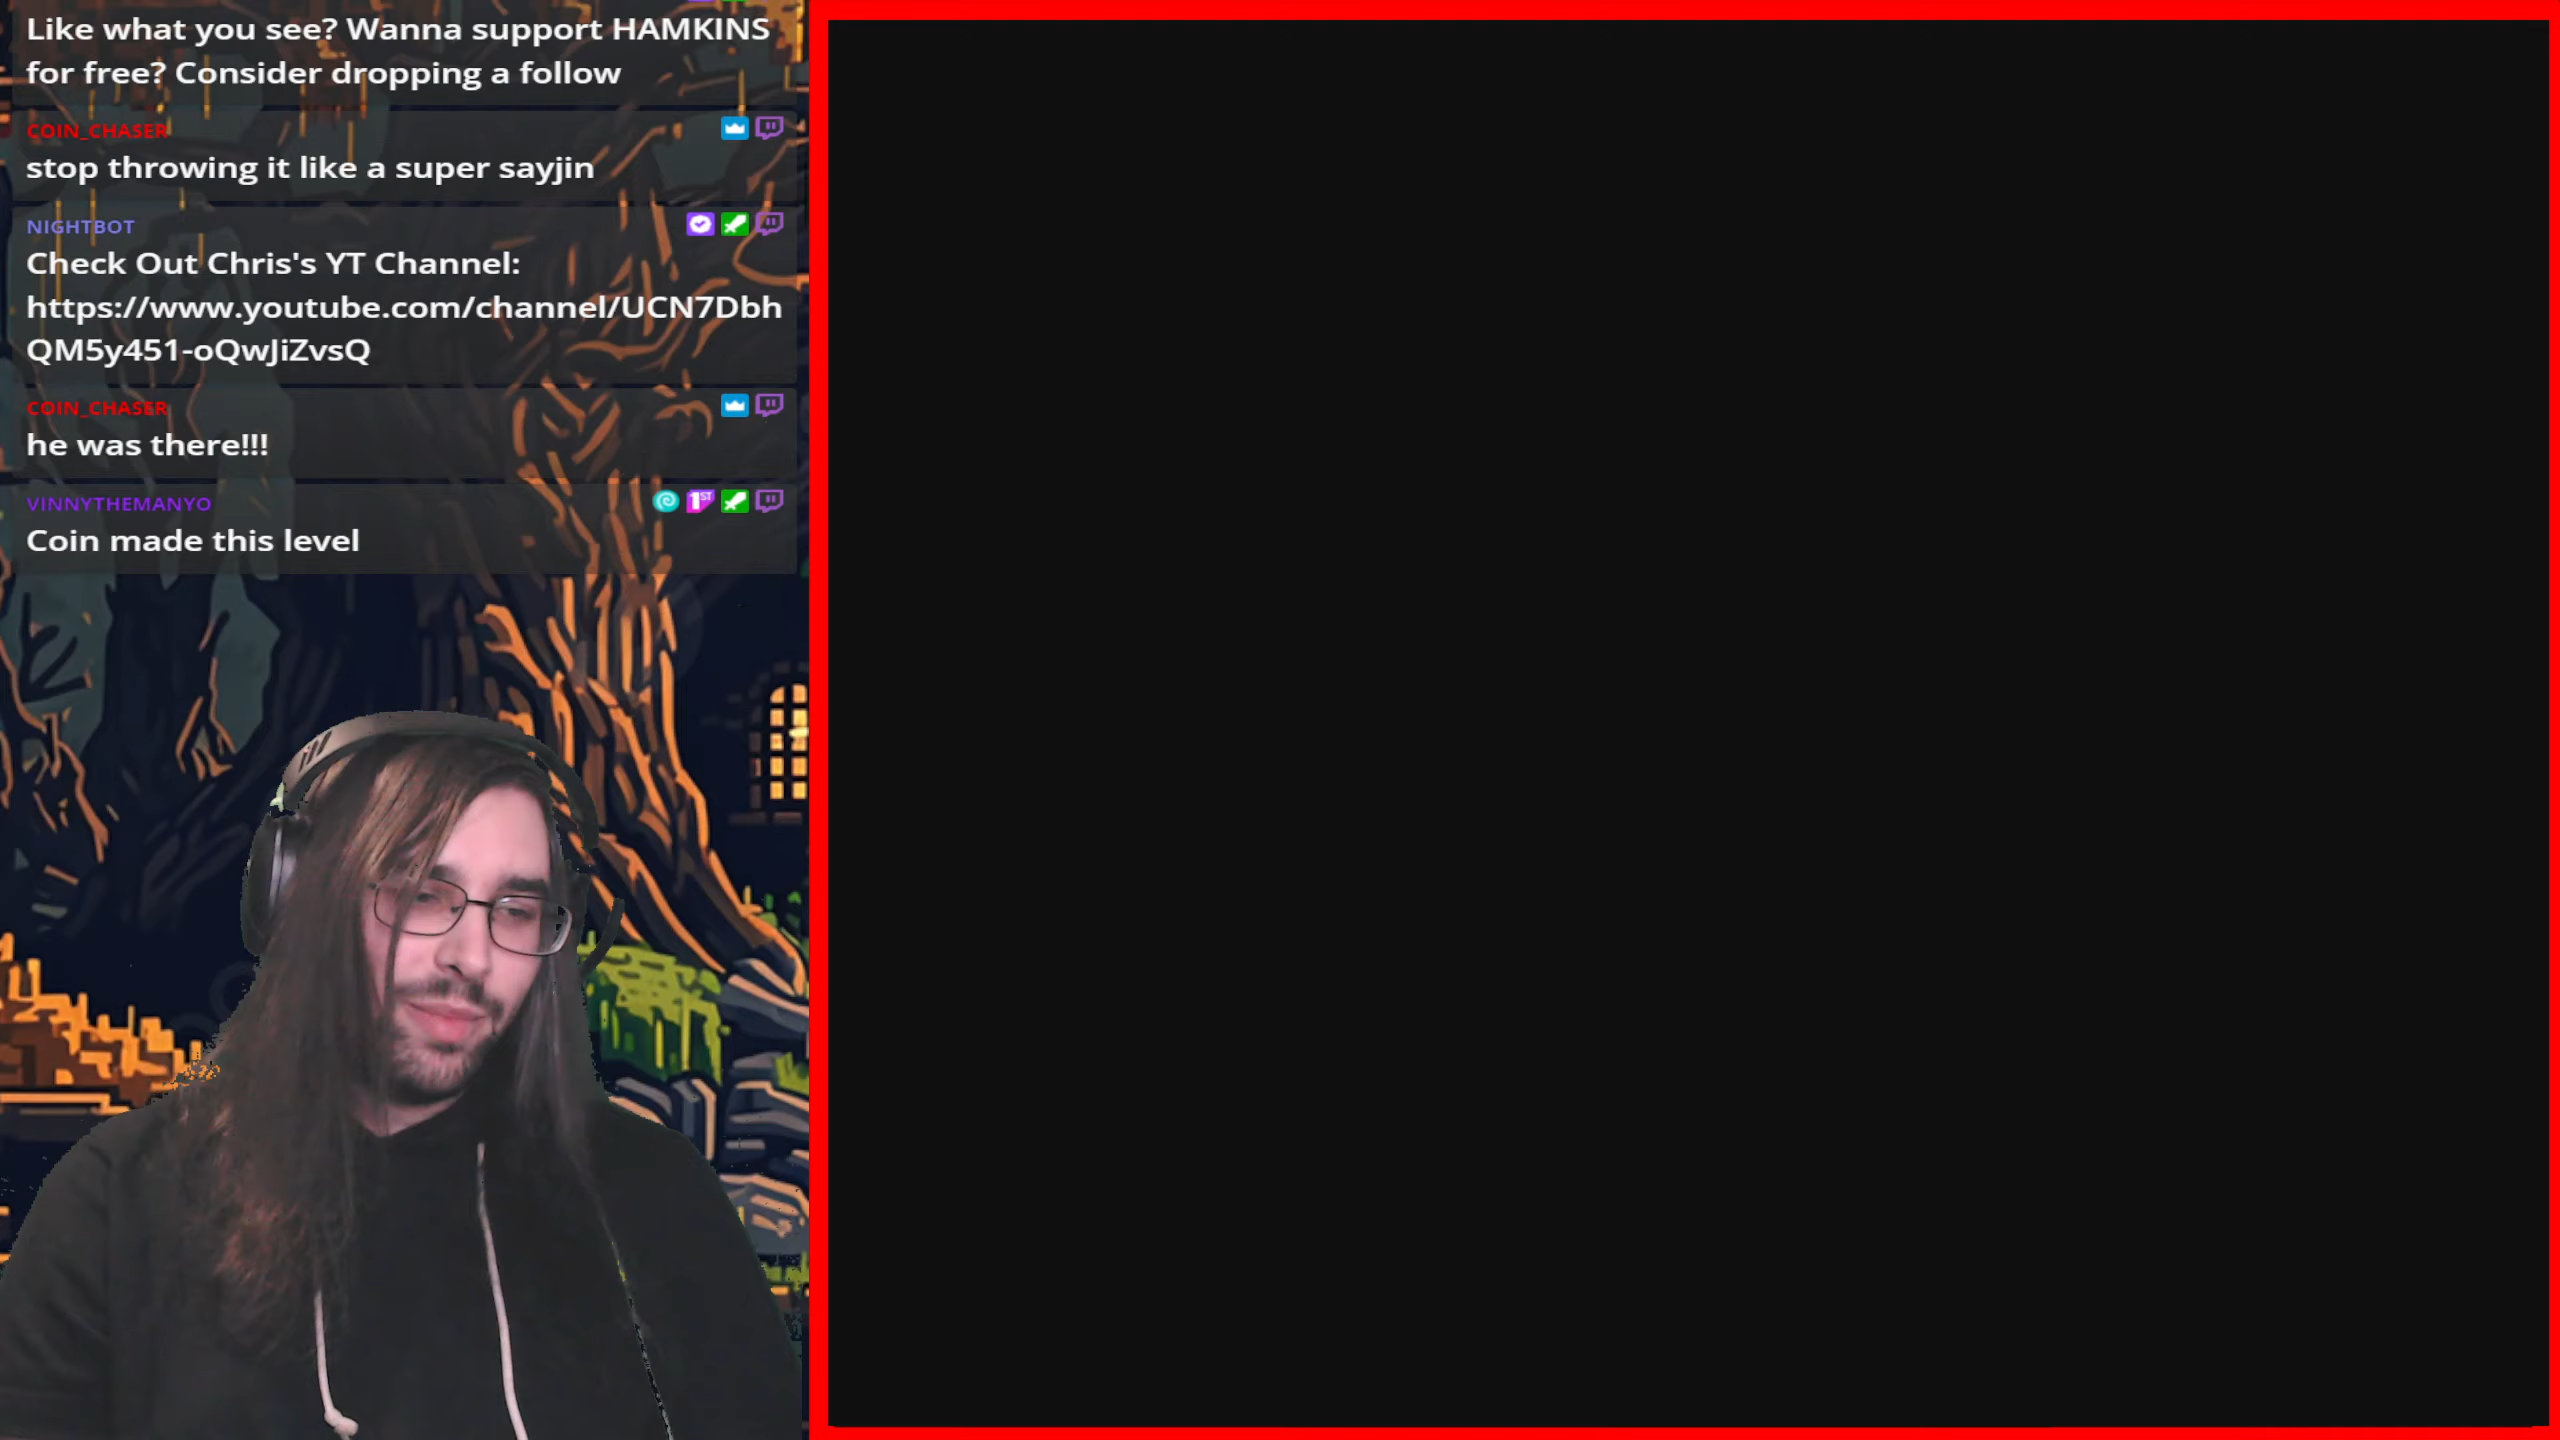 Like what you see? Wanna support HAMKINS
for free? Consider dropping a follow
COIN_CHASER
stop throwing it like a super sayjin
NIGHTBOT
Check Out Chris's YT Channel:
https://www.youtube.com/channel/UCN7Dbh
QM5y451-oQwJiZvsQ
COIN_CHASER
he was there!!!
VINNYTHEMANYO
1ST
Coin made this level